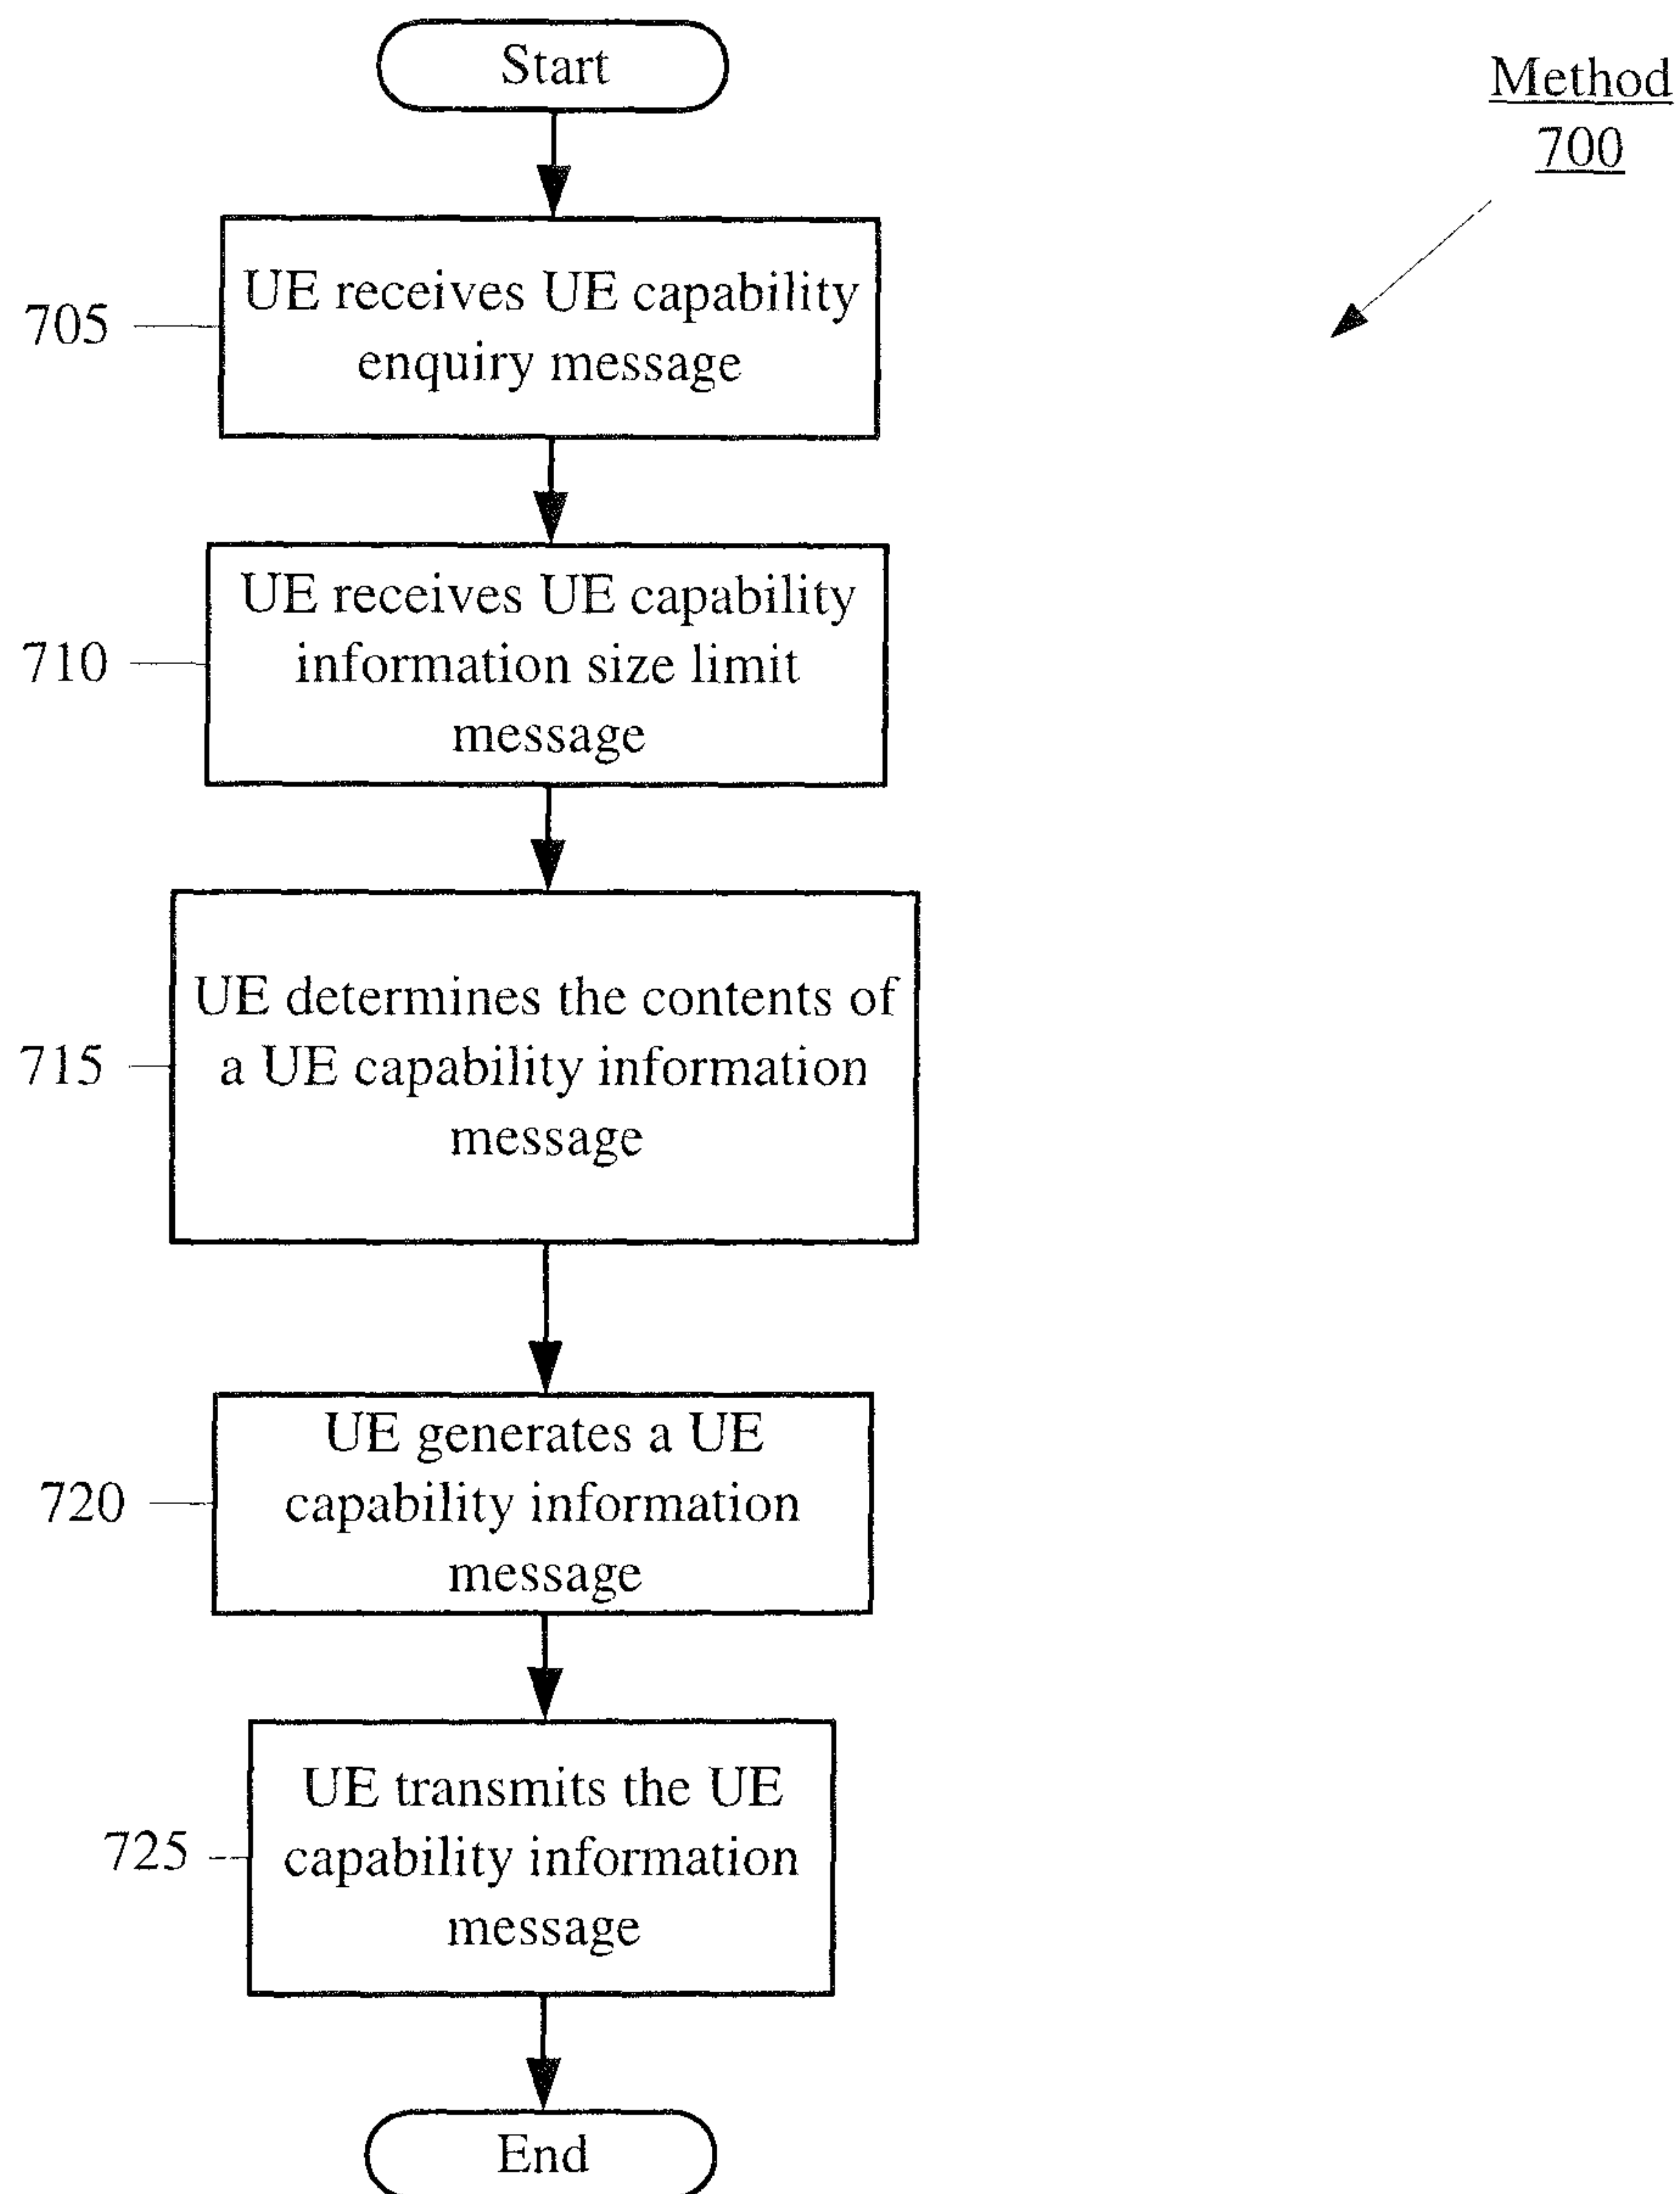 Start
Method
700
705
UE receives UE capability
enquiry message
710
UE receives UE capability
information size limit
message
715
UE determines the contents of
a UE capability information
message
720
UE generates a UE
capability information
message
725
UE transmits the UE
capability information
message
End